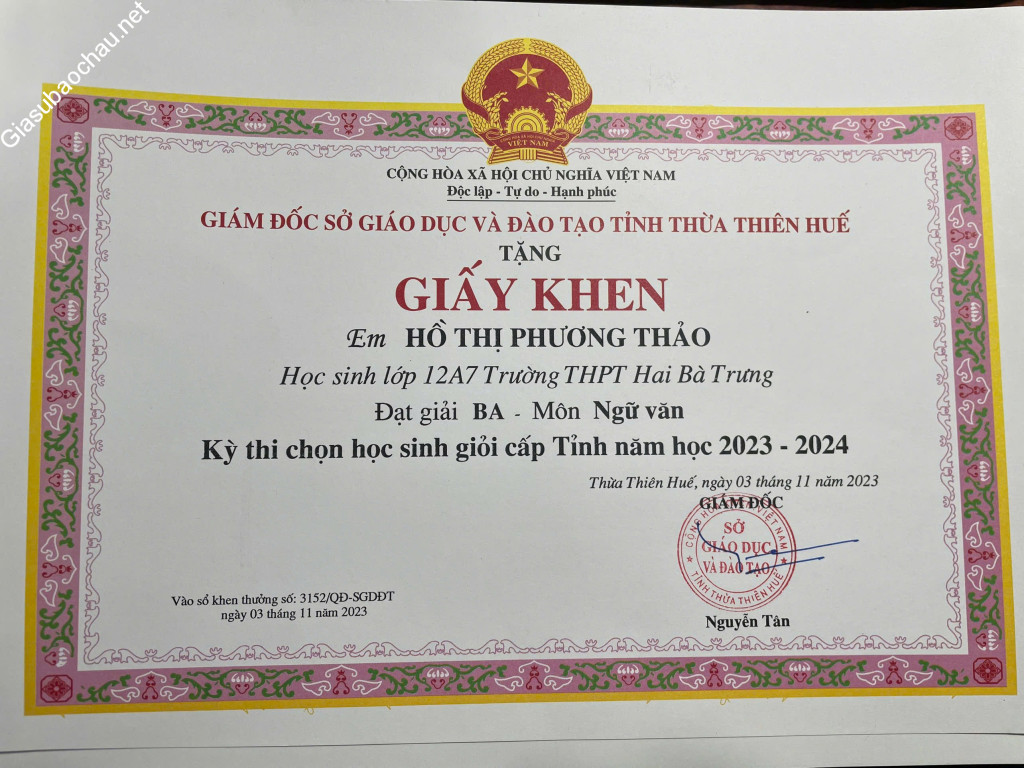 Giasubaochau.net
VIỆT NAM
CỘNG HÒA XÃ HỘI CHỦ NGHĨA VIỆT NAM
Độc lập - Tự do - Hạnh phúc
GIÁM ĐỐC SỞ GIÁO DỤC VÀ ĐÀO TẠO TỈNH THỪA THIÊN HUẾ
TẶNG
GIẤY KHEN
Em HỒ THỊ PHƯƠNG THẢO
Học sinh lớp 12A7 Trường THPT Hai Bà Trưng
Đạt giải BA - Môn Ngữ văn
Kỳ thi chọn học sinh giỏi cấp Tỉnh năm học 2023 - 2024
Thừa Thiên Huế, ngày 03 tháng 11 năm 2023
GIÁM ĐỐC
SỞ
GIÁO DỤC
VÀ ĐÀO TẠO
TỈNH THỪA THIÊN HUẾ
Nguyễn Tân
Vào sổ khen thưởng số: 3152/QĐ-SGDĐT
ngày 03 tháng 11 năm 2023